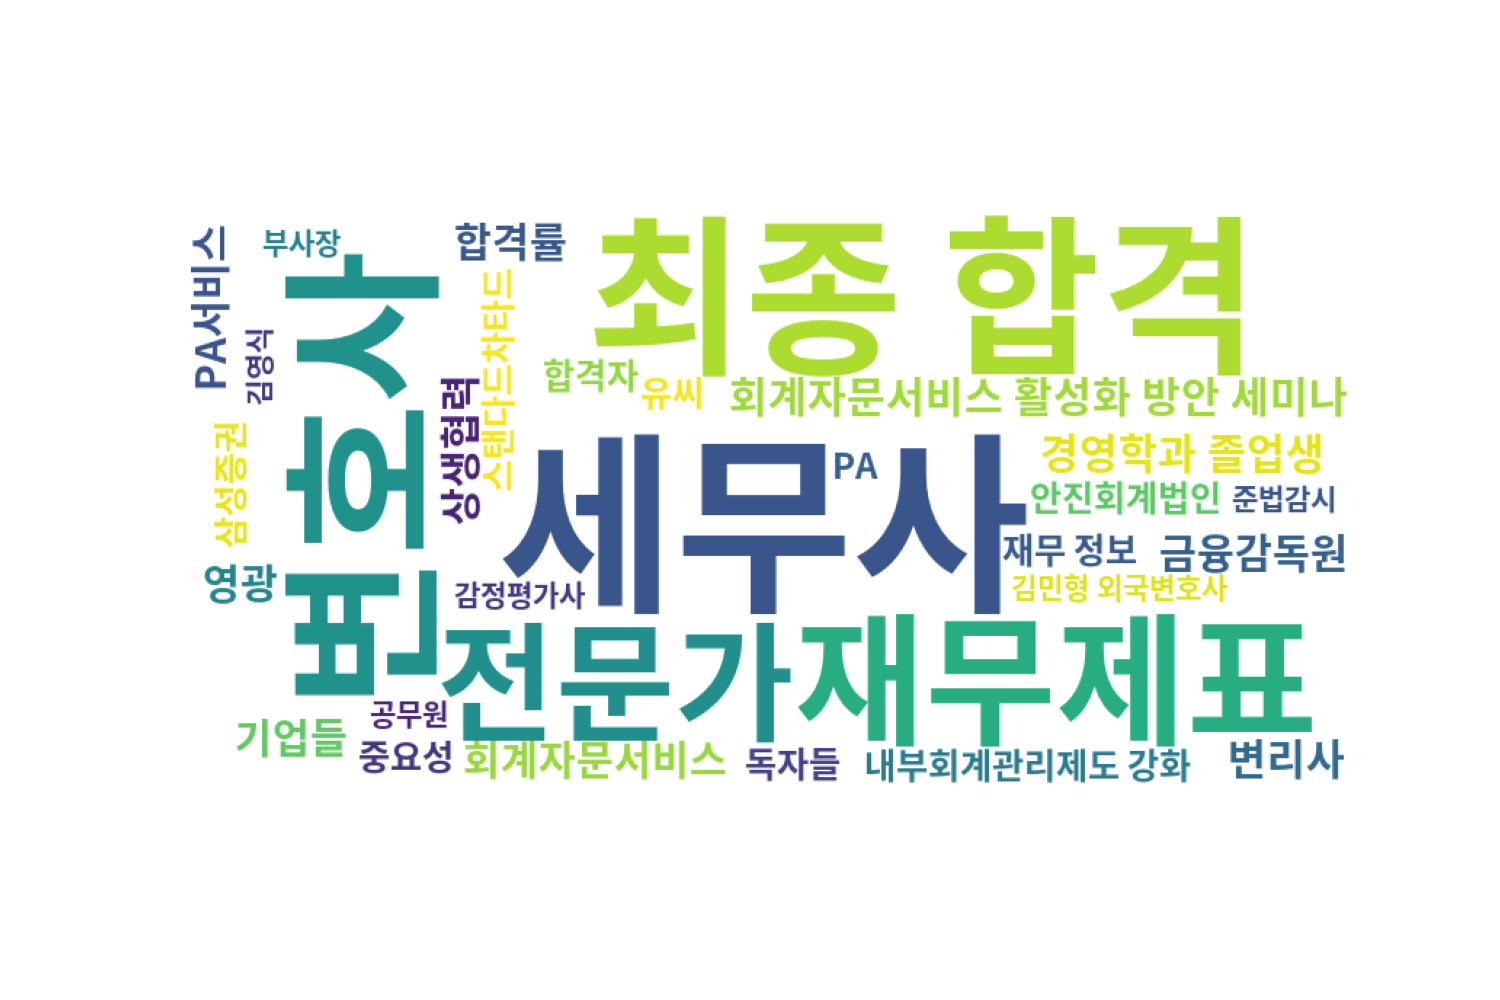 최종 합격
합격률
부사장
PA서비스
변호사
김영식
스탠다드차타드
합격자
유씨
회계자문서비스 활성화 방안 세미나
상생협력
삼성증권
세무사
PA
경영학과 졸업생
안진회계법인
준법감시
재무 정보
금융감독원
영광
감정평가사
김민형 외국변호사
전문가
재무제표
공무원
기업들
중요성
회계자문서비스
독자들
내부회계관리제도 강화
변리사